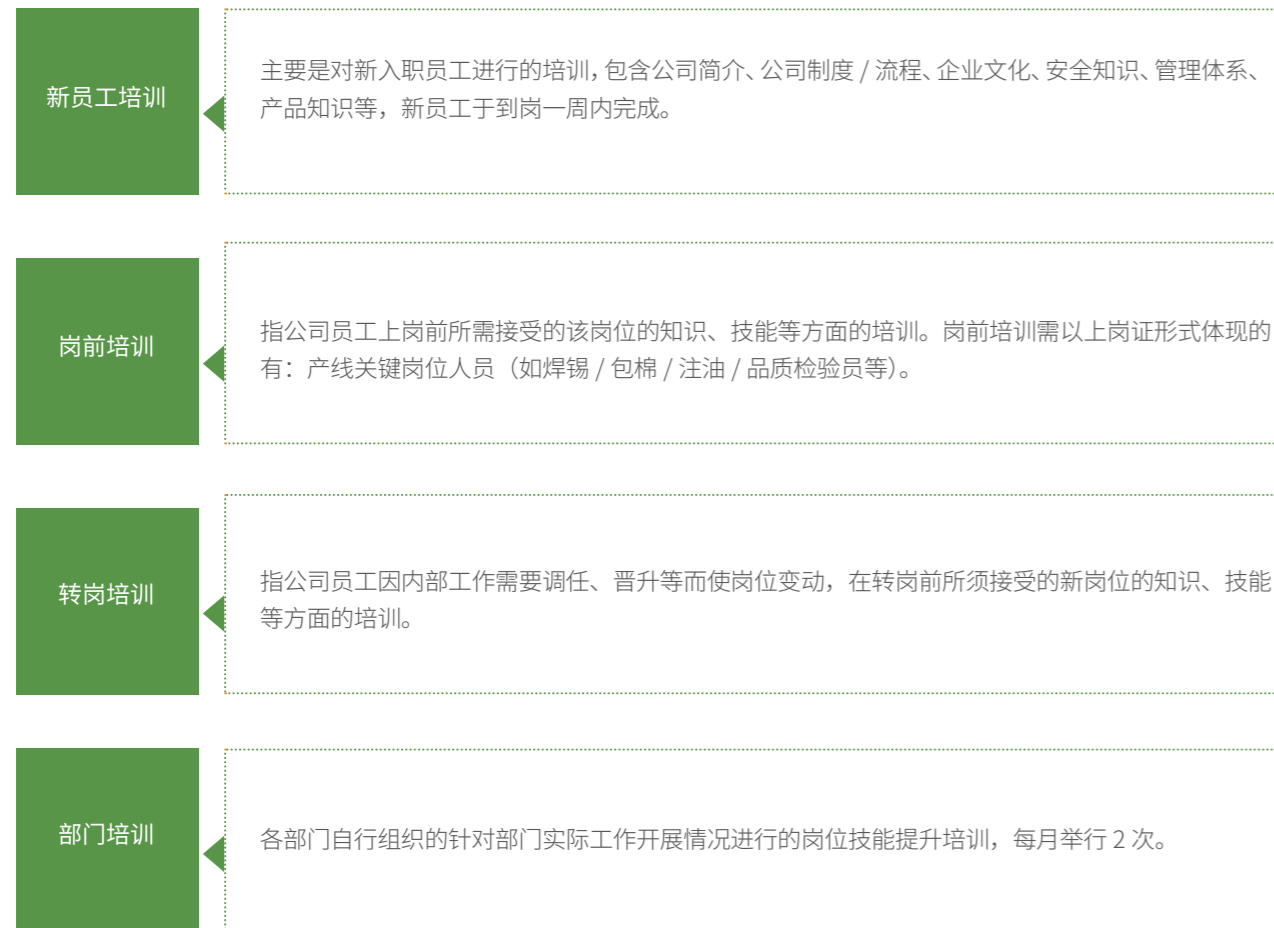 新员工培训
主要是对新入职员工进行的培训，包含公司简介、公司制度 / 流程、企业文化、安全知识、管理体系、
产品知识等，新员工于到岗一周内完成。
岗前培训
指公司员工上岗前所需接受的该岗位的知识、技能等方面的培训。岗前培训需以上岗证形式体现的
有：产线关键岗位人员（如焊锡 / 包棉 / 注油 / 品质检验员等）。
转岗培训
指公司员工因内部工作需要调任、晋升等而使岗位变动，在转岗前所须接受的新岗位的知识、技能
等方面的培训。
部门培训
各部门自行组织的针对部门实际工作开展情况进行的岗位技能提升培训，每月举行 2 次。